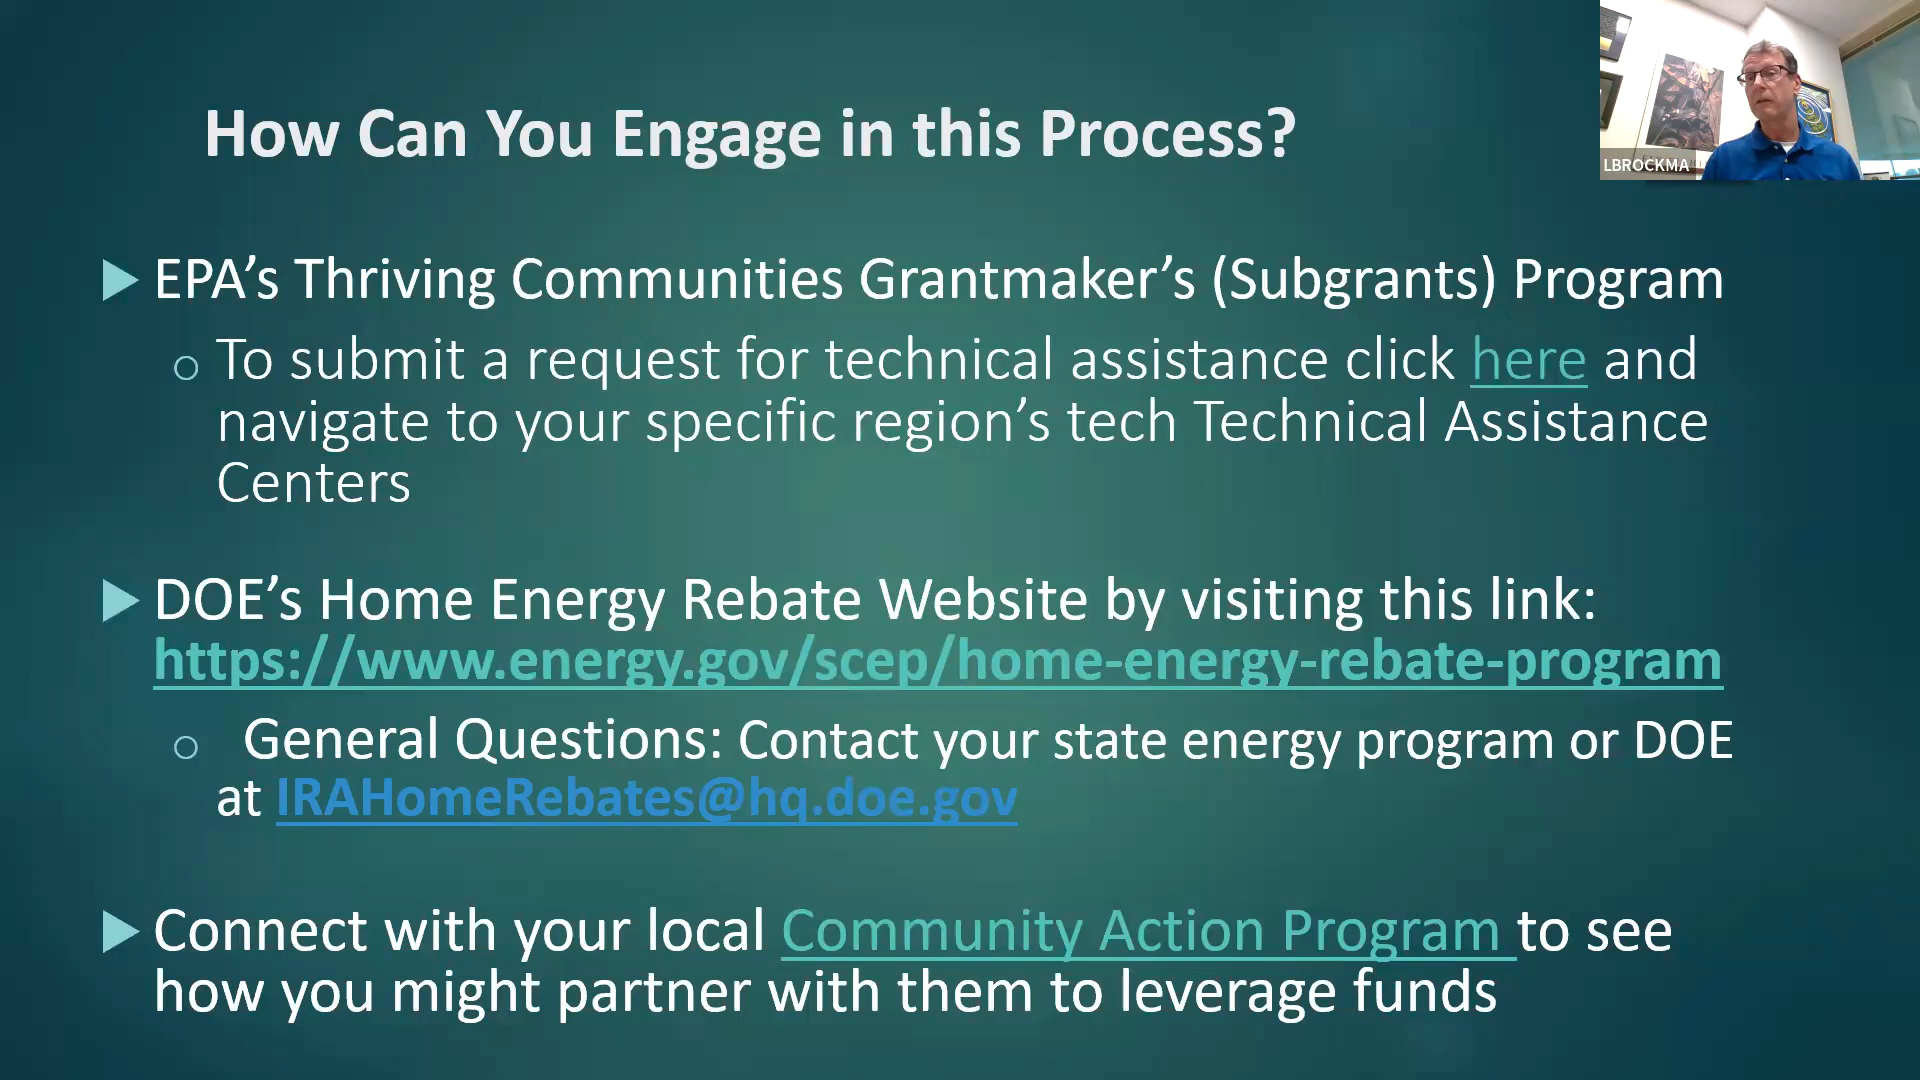 How Can You Engage in this Process?
LBROCKMA
EPA’s Thriving Communities Grantmaker’s (Subgrants) Program
To submit a request for technical assistance click here and
navigate to your specific region’s tech Technical Assistance
Centers
DOE’s Home Energy Rebate Website by visiting this link:
https://www.energy.gov/scep/home-energy-rebate-program
General Questions: Contact your state energy program or DOE
at IRAHomeRebates@hq.doe.gov
Connect with your local Community Action Program to see
how you might partner with them to leverage funds